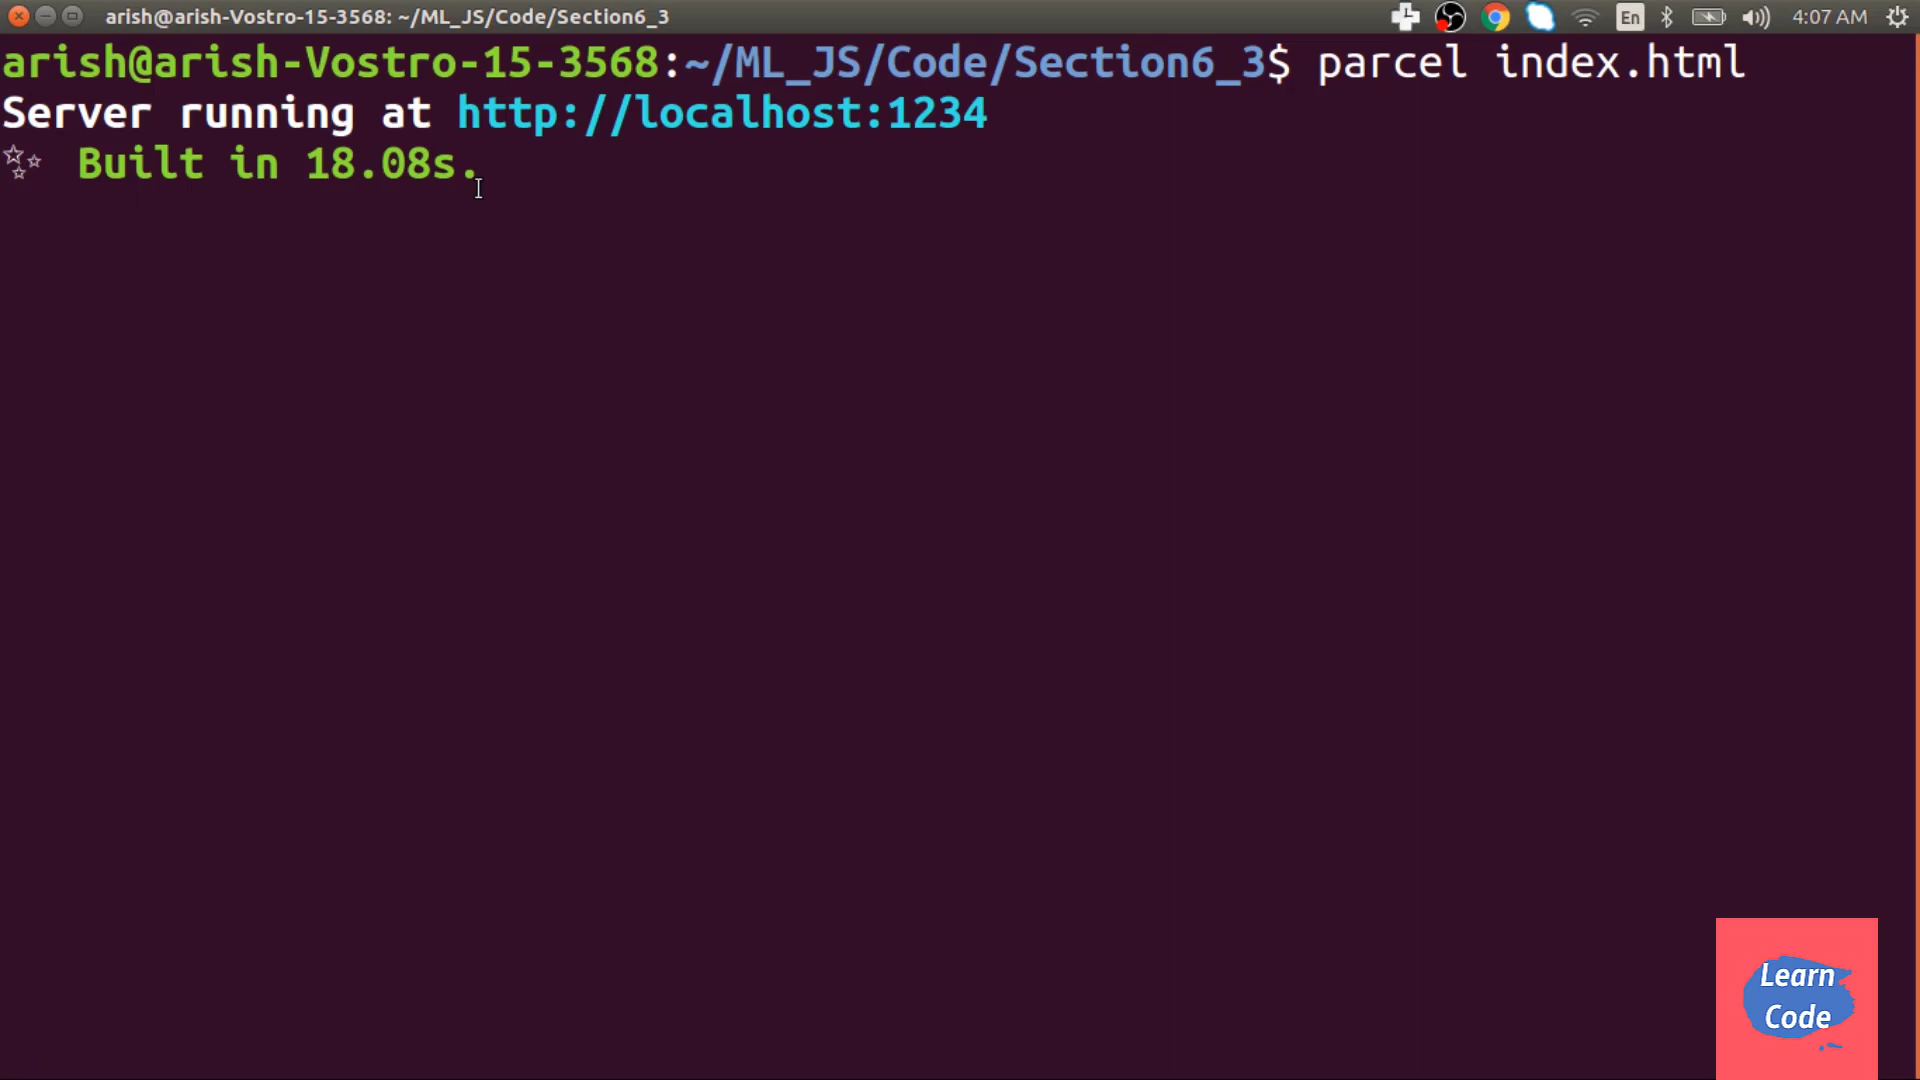 arish@arish-Vostro-15-3568: ~/ML_JS/Code/Section6_3
En
4:07 AM
arish@arish-Vostro-15-3568:~/ML_JS/Code/Section6_3$ parcel index.html
Server running at http://localhost:1234
✨ Built in 18.08s.
Learn
Code